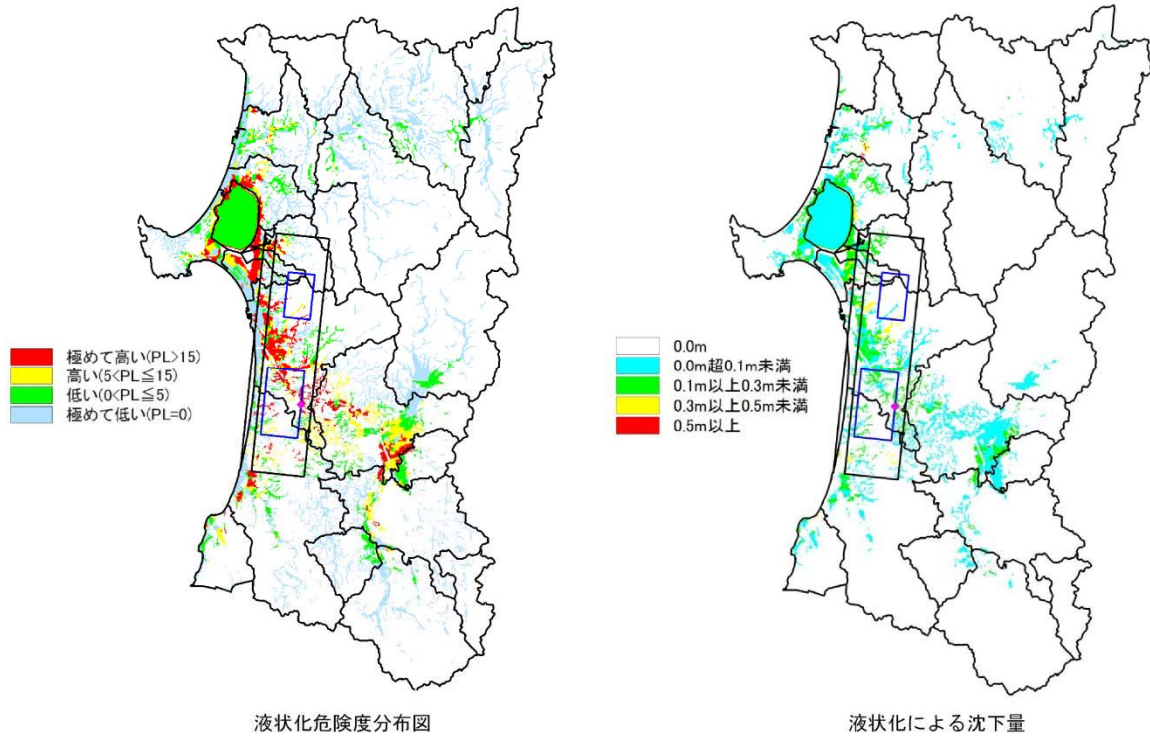 極めて高い(PL>15)
高い(5<PL≦15)
低い(0<PL≦5)
極めて低い(PL=0)
液状化危険度分布図
0.0m
0.0m超0.1m未満
0.1m以上0.3m未満
0.3m以上0.5m未満
0.5m以上
液状化による沈下量